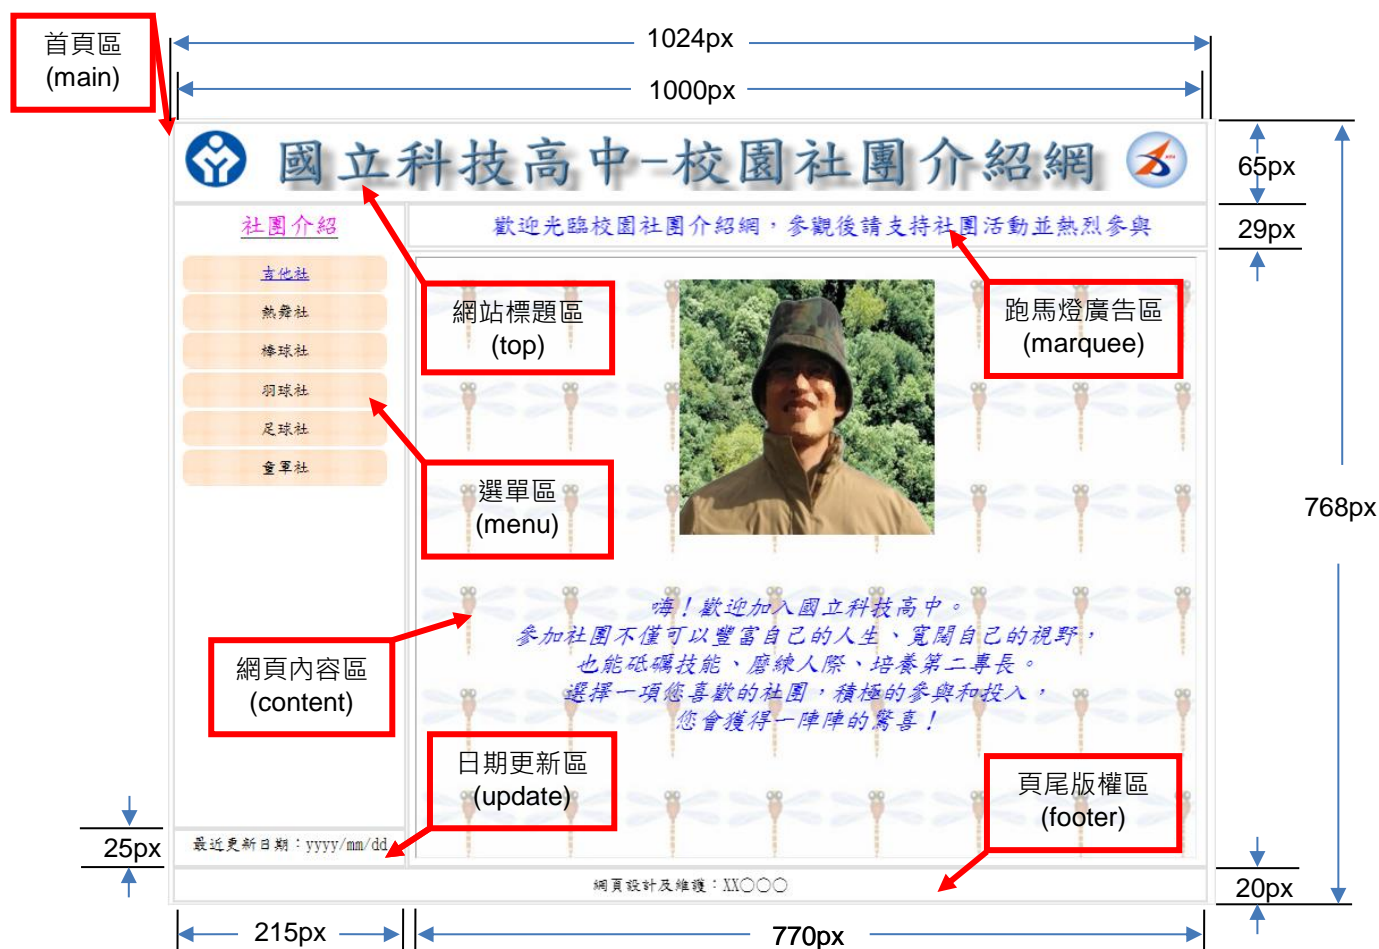 首頁區
(main)
1024px
1000px
國立科技高中-校園社團介紹網
65px
社團介紹
歡迎光臨校園社團介紹網，參觀後請支持社團活動並熱烈參與
29px
吉他社
熱舞社
棒球社
羽球社
足球社
童軍社
網站標題區
(top)
跑馬燈廣告區
(marquee)
選單區
(menu)
768px
嗨！歡迎加入國立科技高中。
參加社團不僅可以豐富自己的人生、寬闊自己的視野，
也能砥礪技能、磨練人際、培養第二專長。
選擇一項您喜歡的社團，積極的參與和投入，
您會獲得一陣陣的驚喜！
網頁內容區
(content)
日期更新區
(update)
頁尾版權區
(footer)
25px
最近更新日期：yyyy/mm/dd
網頁設計及維護：XX○○○
20px
215px
770px